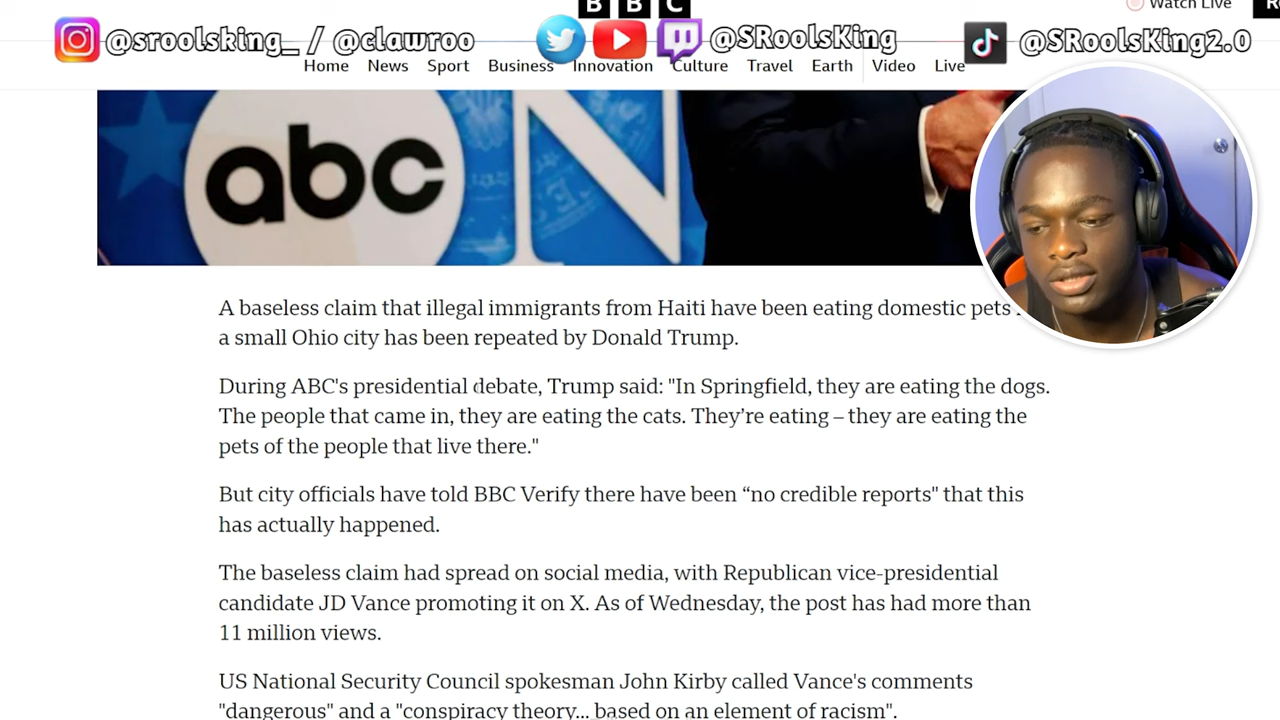 BBC
Watch Live
@sroolsking_ / @clawroo
@SRoolsKing
@SRoolsKing2.0
Home News Sport Business Innovation Culture Travel Earth Video Live
abc
N
A baseless claim that illegal immigrants from Haiti have been eating domestic pets
a small Ohio city has been repeated by Donald Trump.
During ABC's presidential debate, Trump said: "In Springfield, they are eating the dogs.
The people that came in, they are eating the cats. They’re eating – they are eating the
pets of the people that live there."
But city officials have told BBC Verify there have been “no credible reports" that this
has actually happened.
The baseless claim had spread on social media, with Republican vice-presidential
candidate JD Vance promoting it on X. As of Wednesday, the post has had more than
11 million views.
US National Security Council spokesman John Kirby called Vance's comments
"dangerous" and a "conspiracy theory... based on an element of racism".